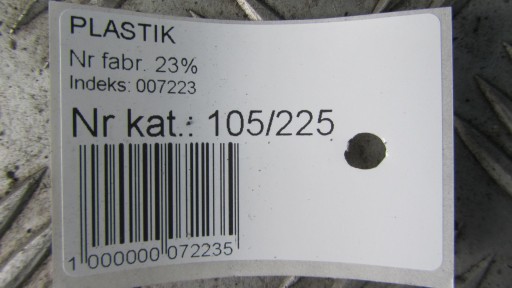 PLASTIK
Nr fabr. 23%
Indeks: 007223
Nr kat.: 105/225
1 000000 072235